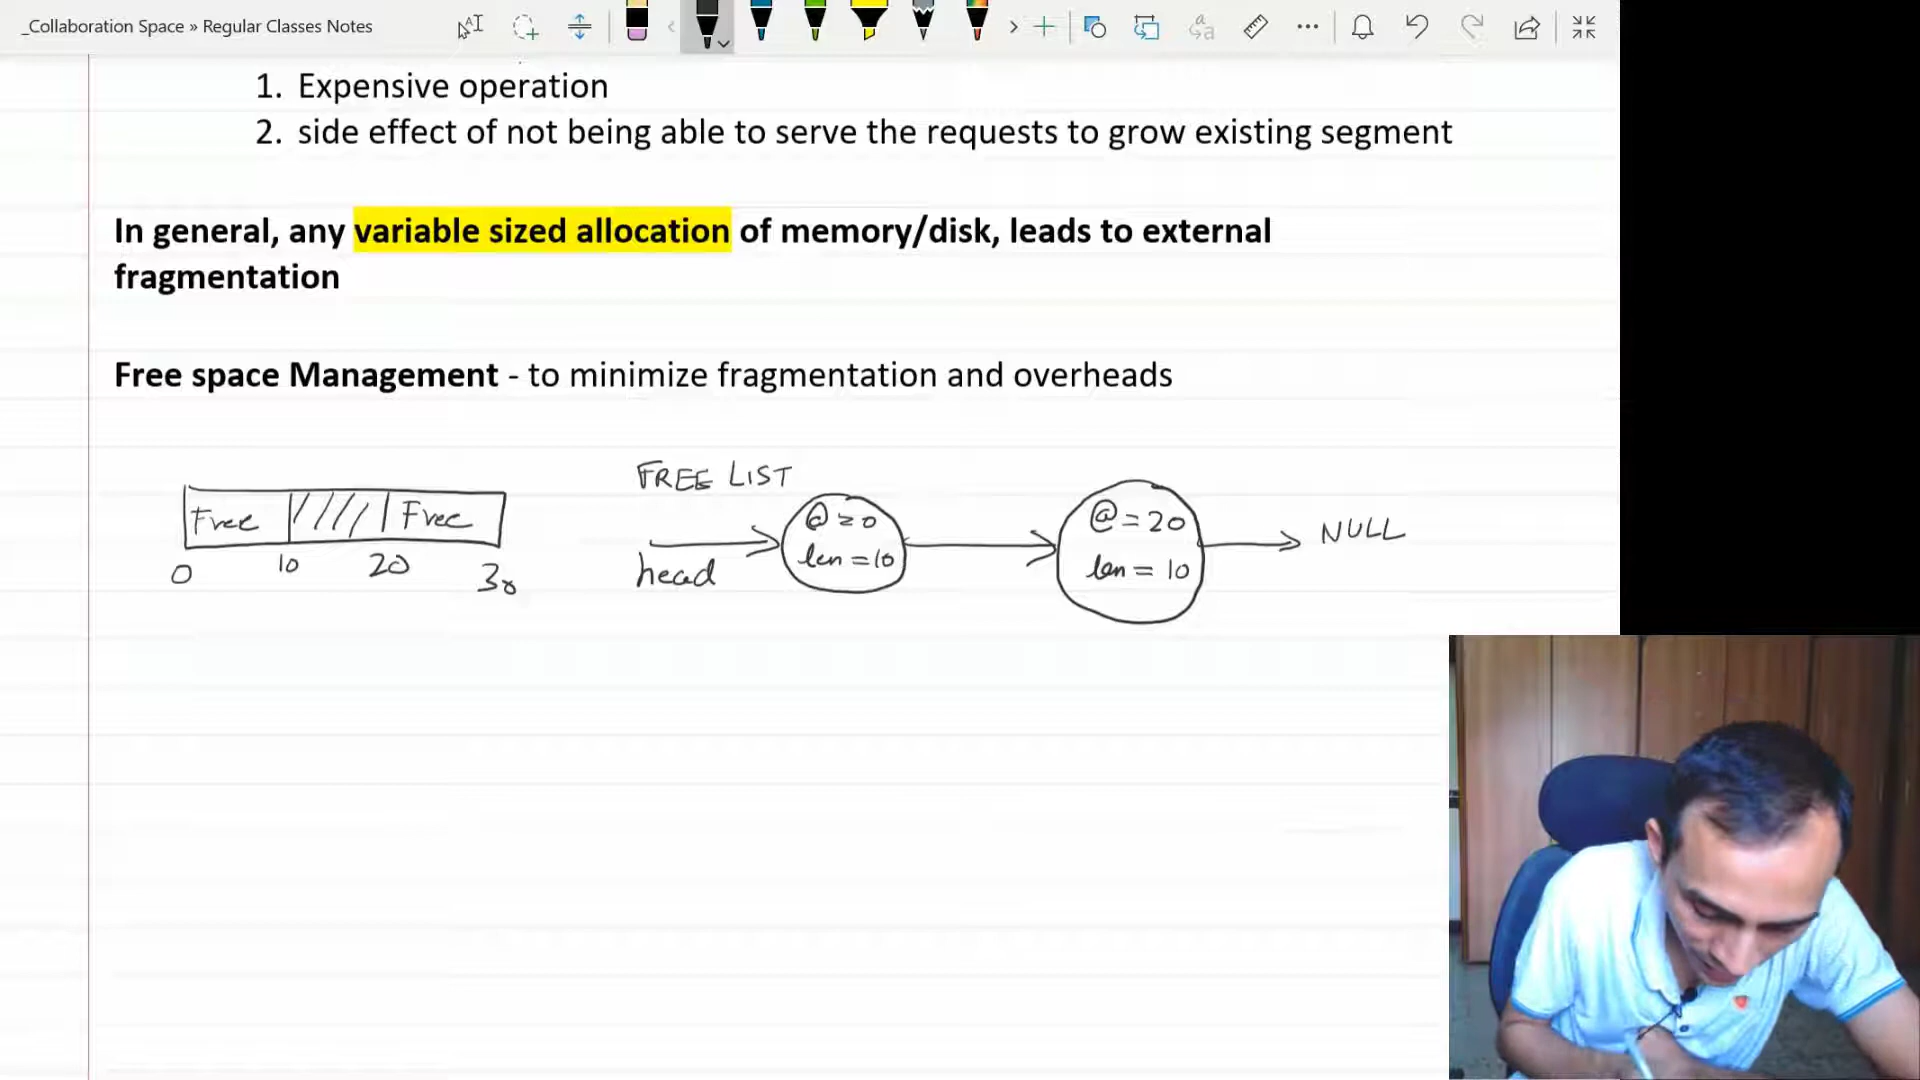 _Collaboration Space » Regular Classes Notes
1. Expensive operation
2. side effect of not being able to serve the requests to grow existing segment
In general, any variable sized allocation of memory/disk, leads to external
fragmentation
Free space Management - to minimize fragmentation and overheads
FREE LIST
Free Free
0 10 20 30
head
@=0
len=10
@=20
len = 10
NULL